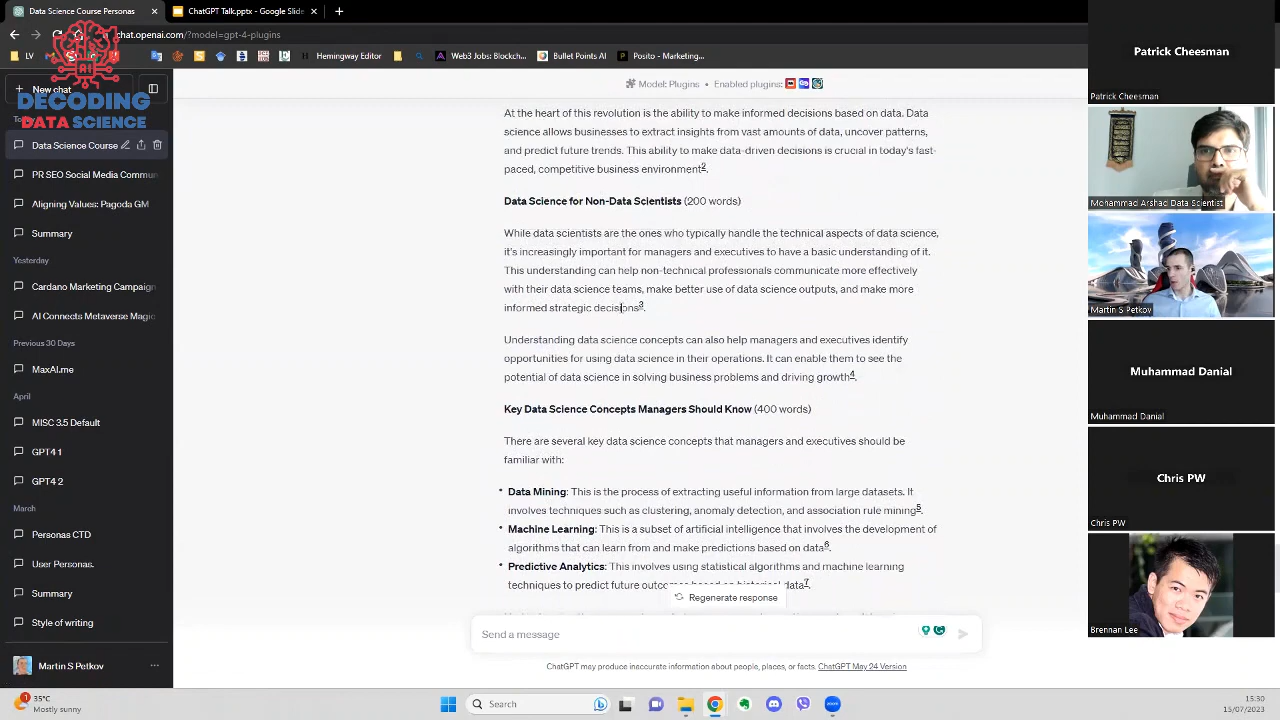 Data Science Course
ChatGPT Talk.pptx - Google Slide
chat.openai.com/?model=gpt-4-plugins
LV
Hemingway Editor
Web3 Jobs: Blockch...
Bullet Points AI
Posito - Marketing...
DECODING
DATA SCIENCE
AI
New chat
Data Science Course
PR SEO Social Media Commun
Aligning Values: Pagoda GM
Summary
Yesterday
Cardano Marketing Campaign
AI Connects Metaverse Magic
Previous 30 Days
MaxAI.me
April
MISC 3.5 Default
GPT4 1
GPT4 2
March
Personas CTD
User Personas.
Summary
Style of writing
Martin S Petkov
Model: Plugins • Enabled plugins:
At the heart of this revolution is the ability to make informed decisions based on data. Data
science allows businesses to extract insights from vast amounts of data, uncover patterns,
and predict future trends. This ability to make data-driven decisions is crucial in today's fast-
paced, competitive business environment2.
Data Science for Non-Data Scientists (200 words)
While data scientists are the ones who typically handle the technical aspects of data science,
it's increasingly important for managers and executives to have a basic understanding of it.
This understanding can help non-technical professionals communicate more effectively
with their data science teams, make better use of data science outputs, and make more
informed strategic decisions3.
Understanding data science concepts can also help managers and executives identify
opportunities for using data science in their operations. It can enable them to see the
potential of data science in solving business problems and driving growth4.
Key Data Science Concepts Managers Should Know (400 words)
There are several key data science concepts that managers and executives should be
familiar with:
• Data Mining: This is the process of extracting useful information from large datasets. It
involves techniques such as clustering, anomaly detection, and association rule mining5.
• Machine Learning: This is a subset of artificial intelligence that involves the development of
algorithms that can learn from and make predictions based on data6.
• Predictive Analytics: This involves using statistical algorithms and machine learning
techniques to predict future outcomes based on historical data7.
Regenerate response
Send a message
ChatGPT may produce inaccurate information about people, places, or facts. ChatGPT May 24 Version
Patrick Cheesman
Patrick Cheesman
Mohammad Arshad Data Scientist
Martin S Petkov
Muhammad Danial
Muhammad Danial
Chris PW
Chris PW
Brennan Lee
1
35°C
Mostly sunny
Search
15:30
15/07/2023